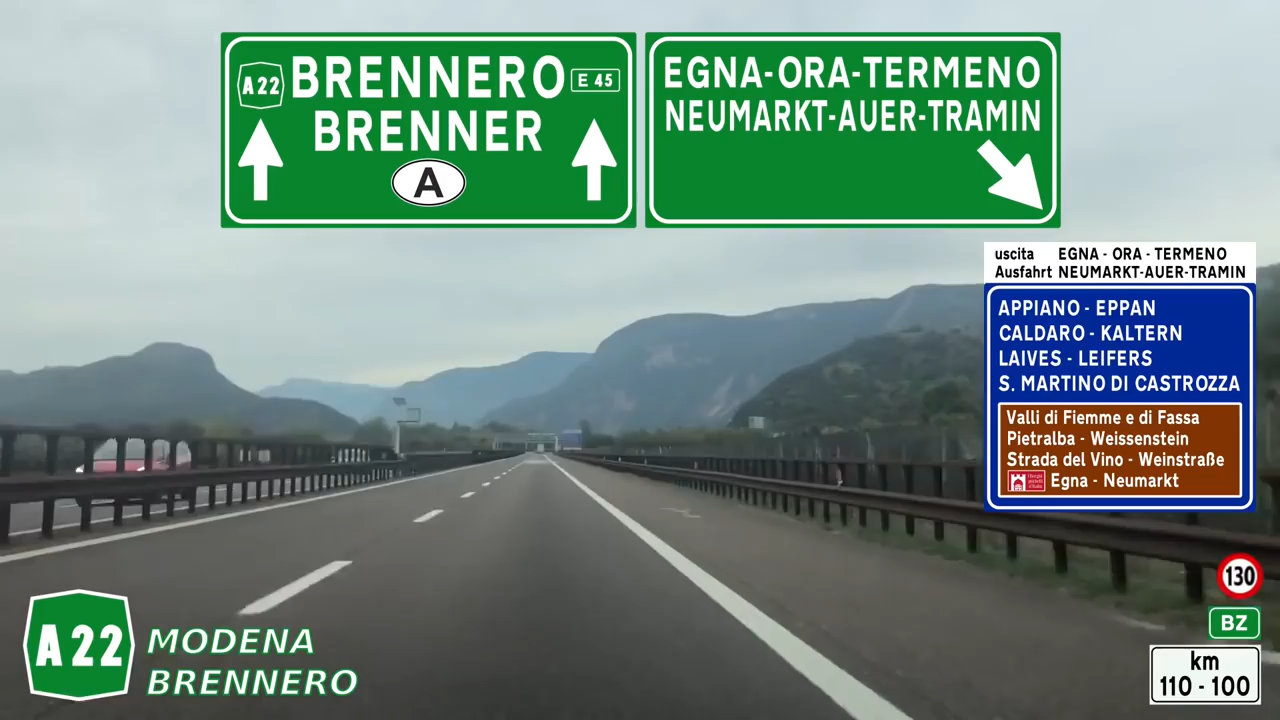 A22 BRENNERO E 45
BRENNER
A
EGNA-ORA-TERMENO
NEUMARKT-AUER-TRAMIN
uscita EGNA - ORA - TERMENO
Ausfahrt NEUMARKT-AUER-TRAMIN
APPIANO - EPPAN
CALDARO - KALTERN
LAIVES - LEIFERS
S. MARTINO DI CASTROZZA
Valli di Fiemme e di Fassa
Pietralba - Weissenstein
Strada del Vino - Weinstraße
Egna - Neumarkt
130
BZ
km
110 - 100
A22
MODENA
BRENNERO